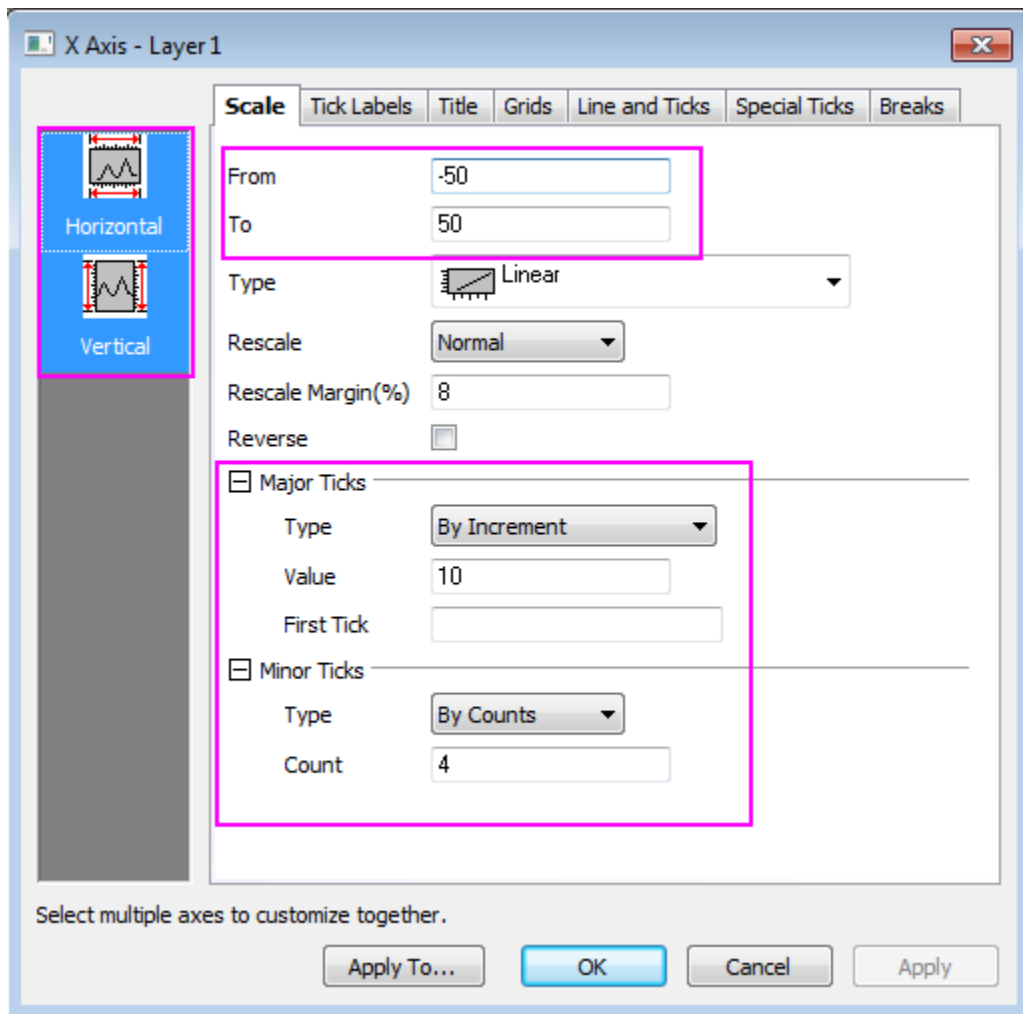 X Axis - Layer 1
Scale Tick Labels Title Grids Line and Ticks Special Ticks Breaks
Horizontal
Vertical
From -50
To 50
Type Linear
Rescale Normal
Rescale Margin(%) 8
Reverse
Major Ticks
Type By Increment
Value 10
First Tick
Minor Ticks
Type By Counts
Count 4
Select multiple axes to customize together.
Apply To... OK Cancel Apply